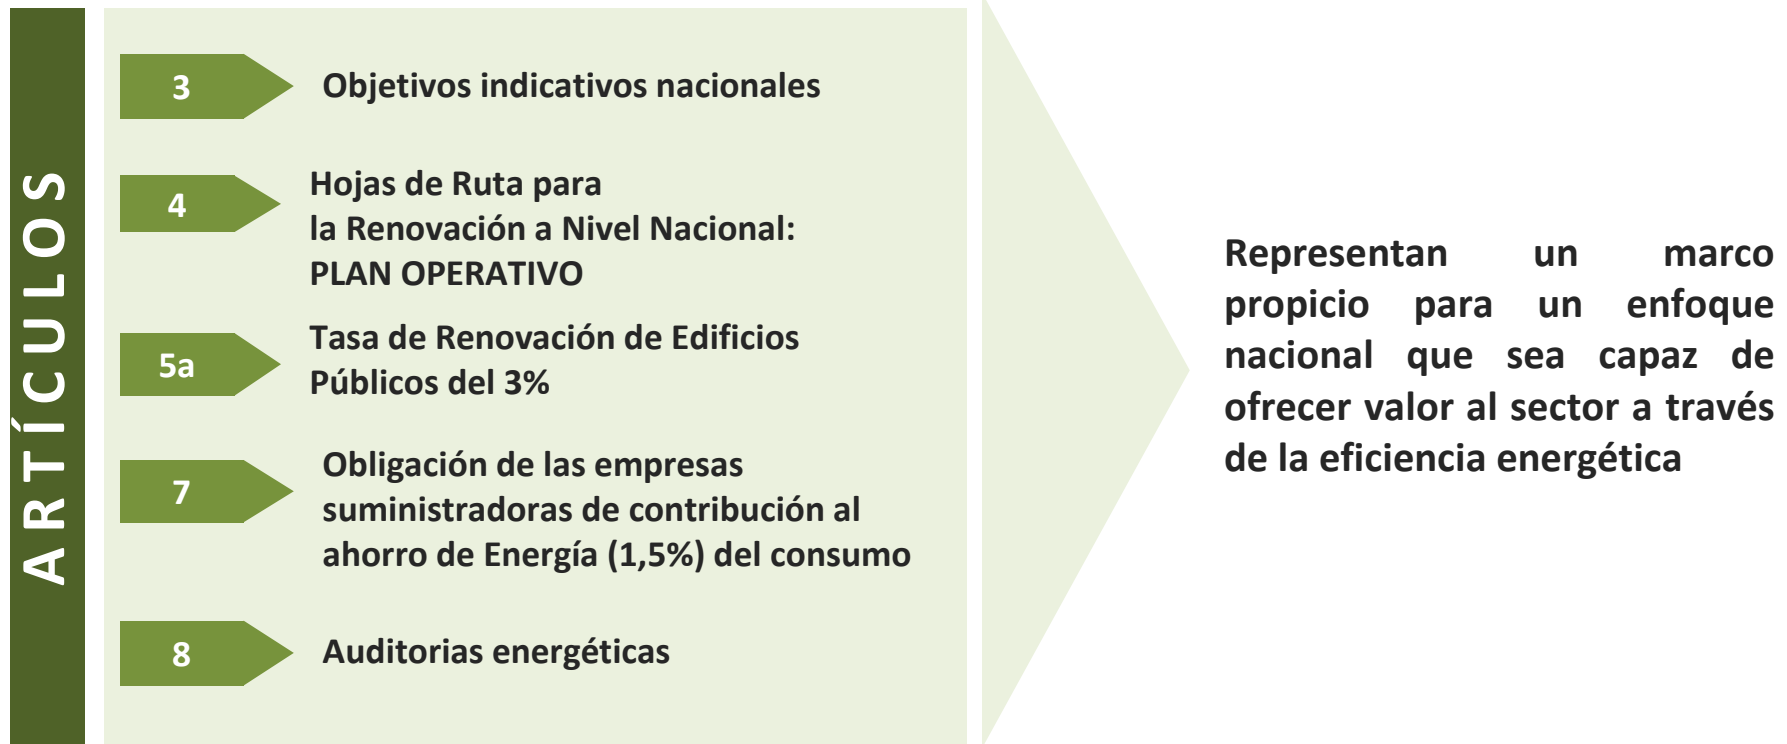 ARTÍCULOS
3
Objetivos indicativos nacionales
4
Hojas de Ruta para
la Renovación a Nivel Nacional:
PLAN OPERATIVO
5a
Tasa de Renovación de Edificios
Públicos del 3%
7
Obligación de las empresas
suministradoras de contribución al
ahorro de Energía (1,5%) del consumo
8
Auditorias energéticas
Representan un marco
propicio para un enfoque
nacional que sea capaz de
ofrecer valor al sector a través
de la eficiencia energética